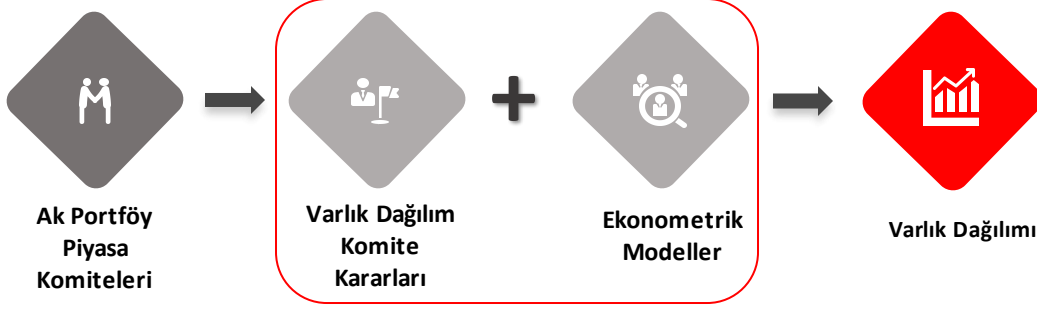 Ak Portföy
Piyasa
Komiteleri
Varlık Dağılım
Komite
Kararları
Ekonometrik
Modeller
Varlık Dağılımı